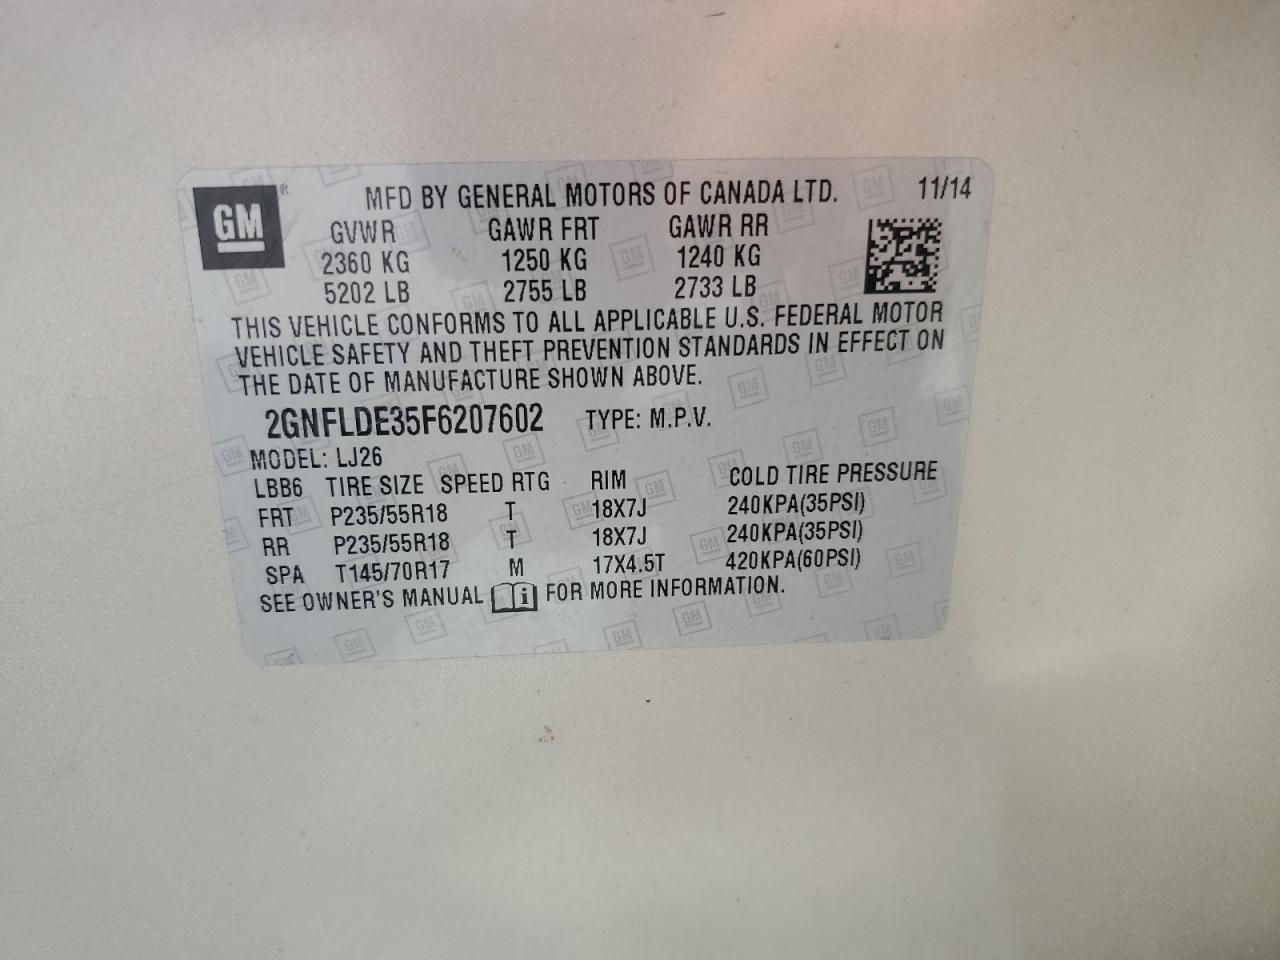 GM ® MFD BY GENERAL MOTORS OF CANADA LTD. 11/14
GVWR GAWR FRT GAWR RR
2360 KG 1250 KG 1240 KG
5202 LB 2755 LB 2733 LB
THIS VEHICLE CONFORMS TO ALL APPLICABLE U.S. FEDERAL MOTOR
VEHICLE SAFETY AND THEFT PREVENTION STANDARDS IN EFFECT ON
THE DATE OF MANUFACTURE SHOWN ABOVE.
2GNFLDE35F6207602 TYPE: M.P.V.
MODEL: LJ26
LBB6 TIRE SIZE SPEED RTG RIM COLD TIRE PRESSURE
FRT P235/55R18 T 18X7J 240KPA(35PSI)
RR P235/55R18 T 18X7J 240KPA(35PSI)
SPA T145/70R17 M 17X4.5T 420KPA(60PSI)
SEE OWNER'S MANUAL i FOR MORE INFORMATION.